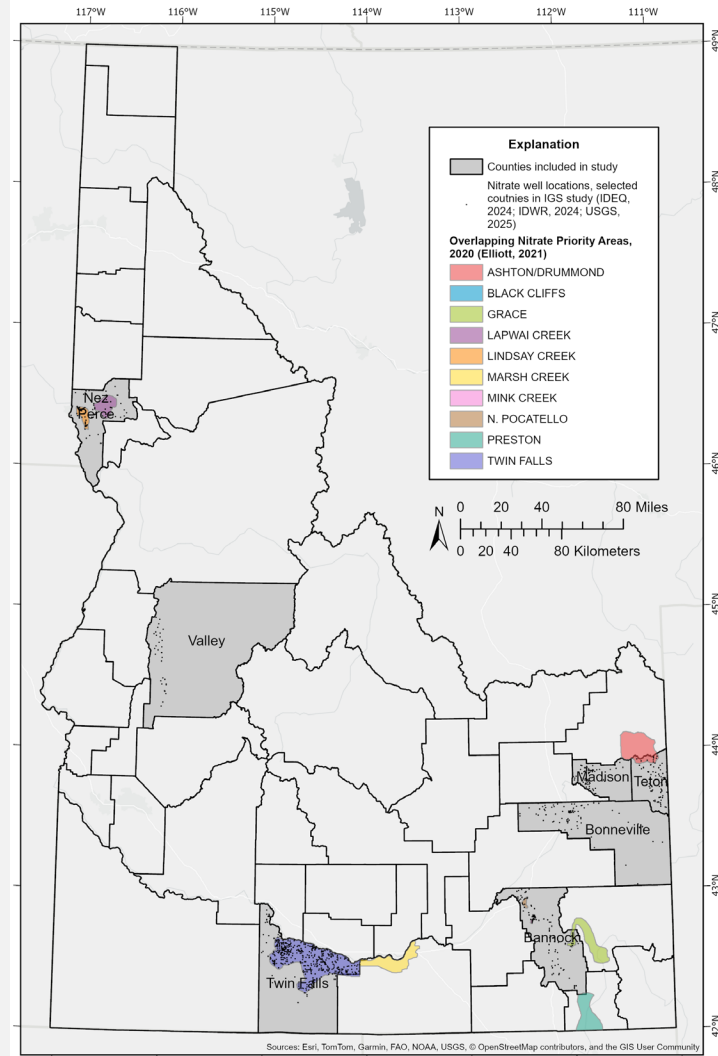 117°W 116°W 115°W 114°W 113°W 112°W 111°W
49°N
48°N
47°N
46°N
45°N
44°N
43°N
42°N
Explanation
Counties included in study
Nitrate well locations, selected
coutnies in IGS study (IDEQ,
2024; IDWR, 2024; USGS,
2025)
Overlapping Nitrate Priority Areas,
2020 (Elliott, 2021)
ASHTON/DRUMMOND
BLACK CLIFFS
GRACE
LAPWAI CREEK
LINDSAY CREEK
MARSH CREEK
MINK CREEK
N. POCATELLO
PRESTON
TWIN FALLS
N
0 20 40 80 Miles
0 20 40 80 Kilometers
Nez
Perce
Valley
Madison
Teton
Bonneville
Bannock
Twin Falls
Sources: Esri, TomTom, Garmin, FAO, NOAA, USGS, © OpenStreetMap contributors, and the GIS User Community